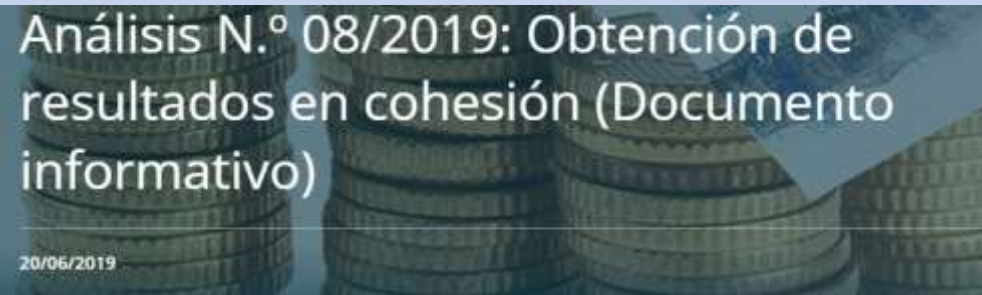 Análisis N.º 08/2019: Obtención de
resultados en cohesión (Documento
informativo)
20/06/2019